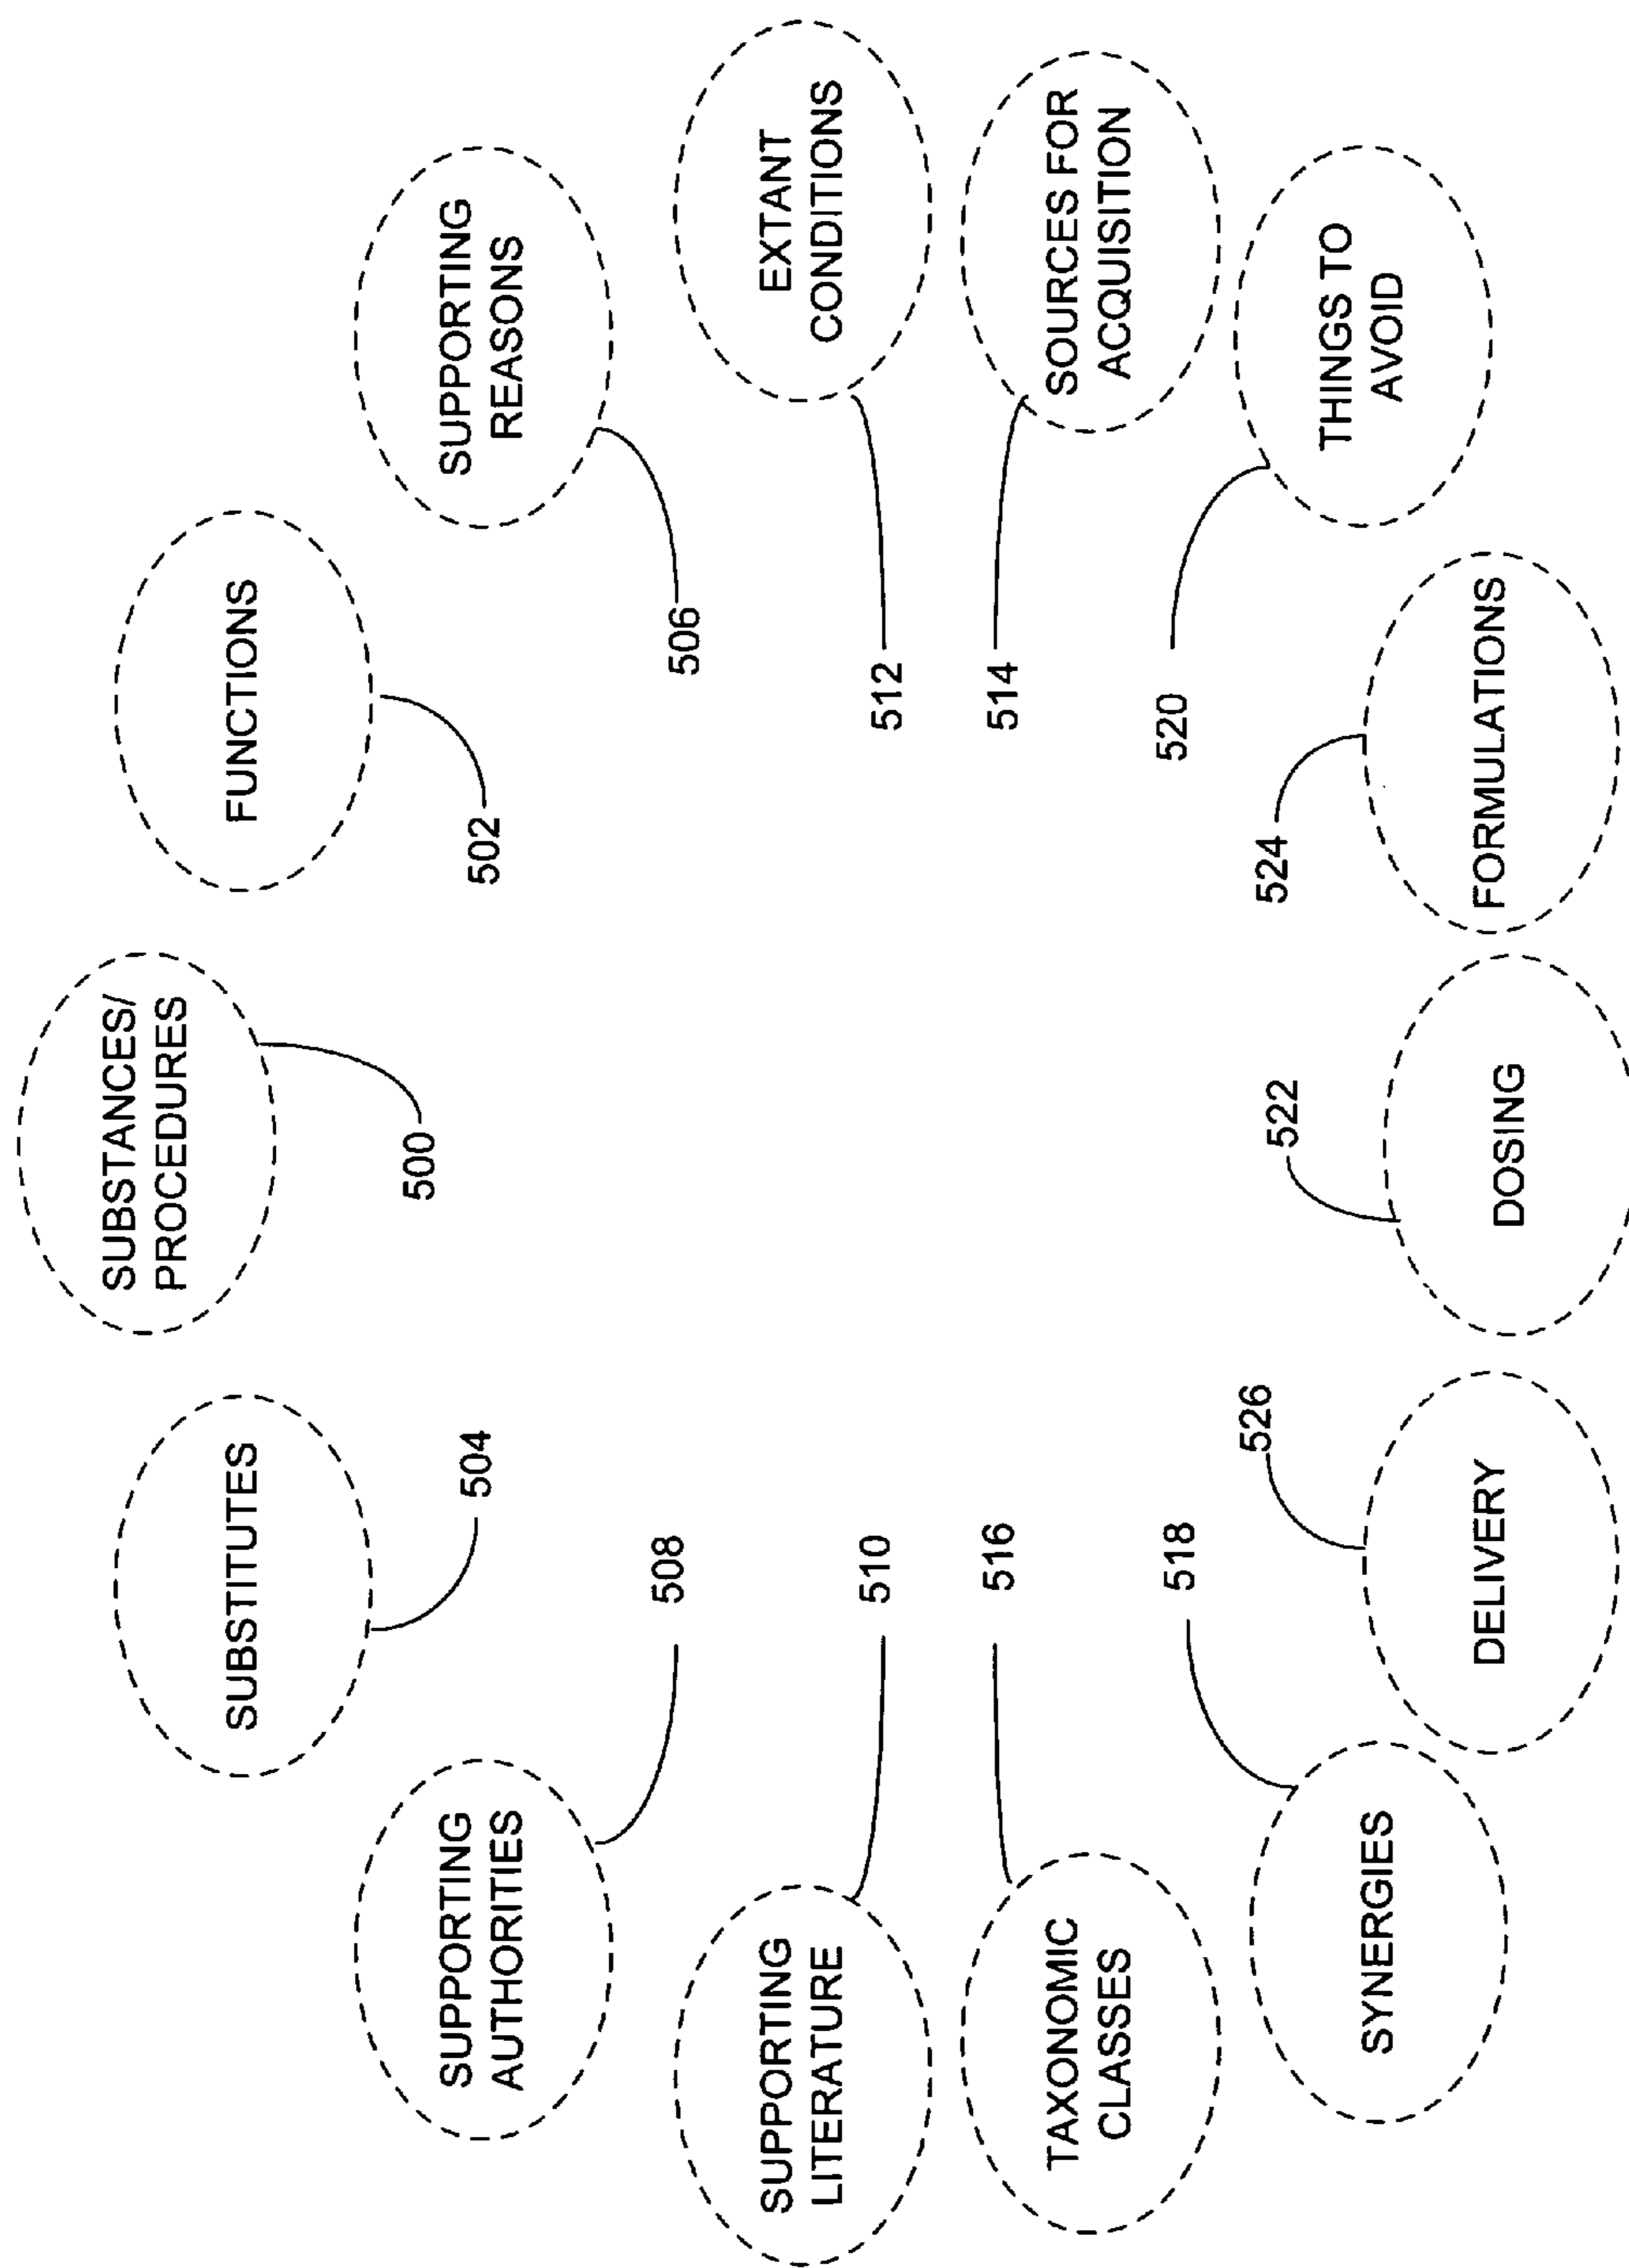 SUBSTANCES/
PROCEDURES
500
SUBSTITUTES
504
FUNCTIONS
502
SUPPORTING
AUTHORITIES
508
SUPPORTING
REASONS
506
SUPPORTING
LITERATURE
510
EXTANT
CONDITIONS
512
TAXONOMIC
CLASSES
516
SOURCES FOR
ACQUISITION
514
SYNERGIES
518
THINGS TO
AVOID
520
DELIVERY
526
DOSING
522
FORMULATIONS
524